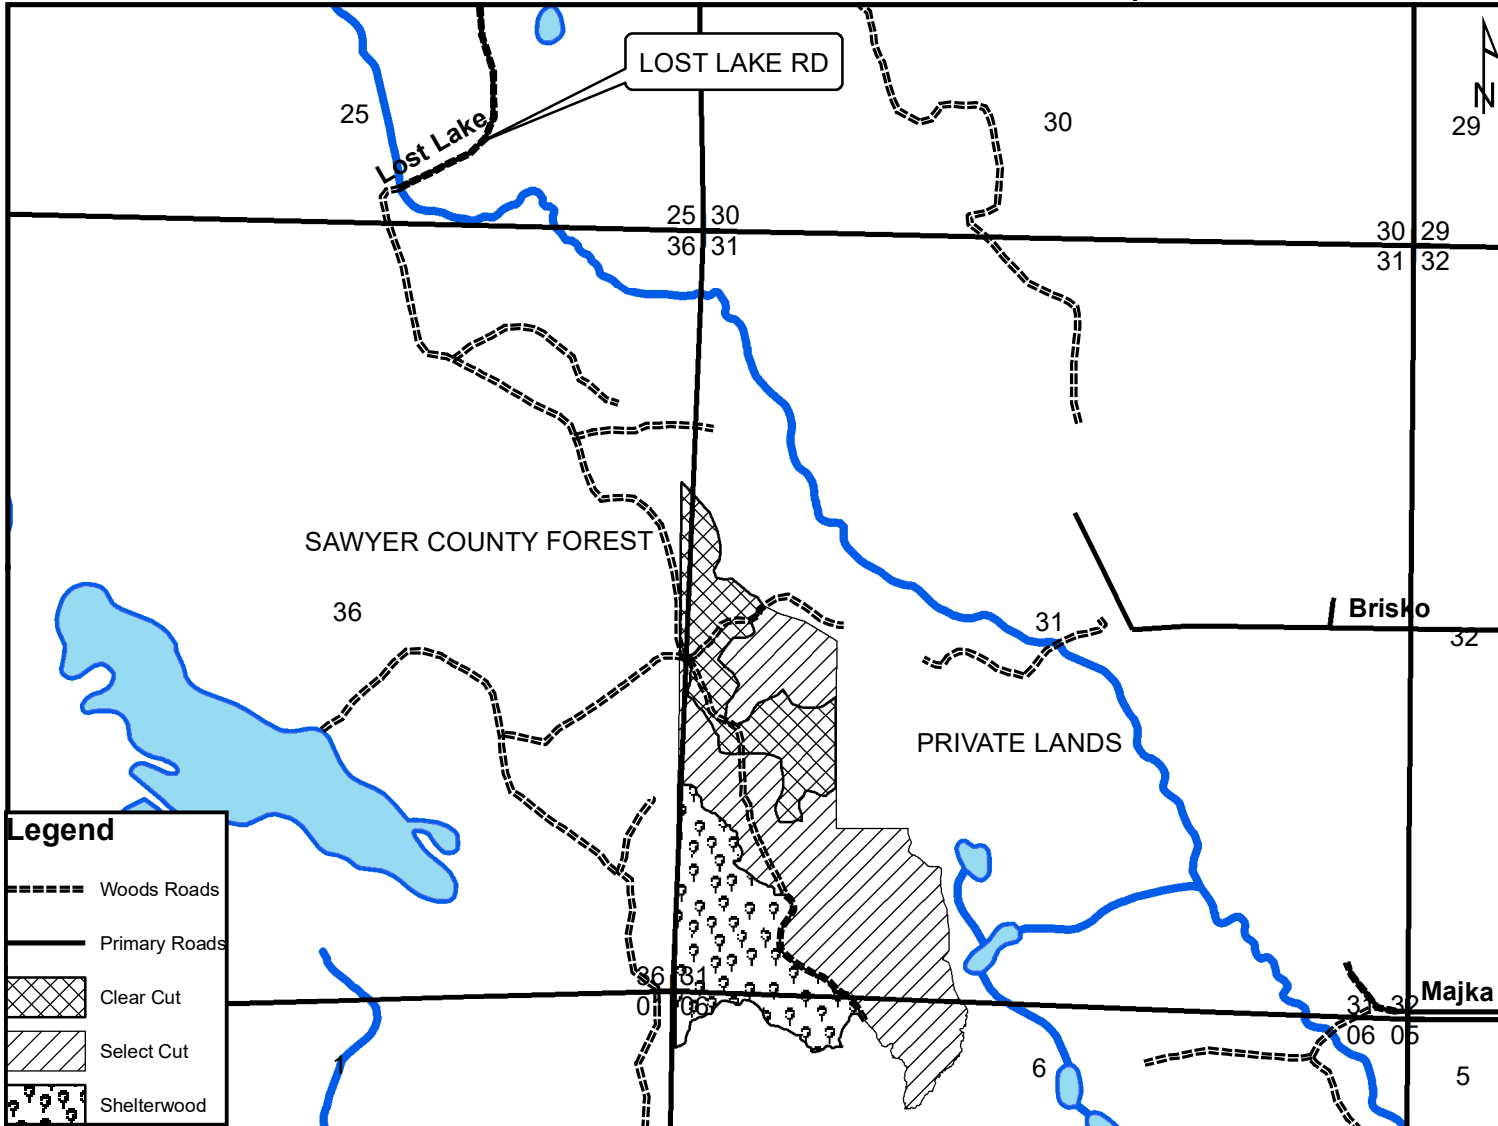 LOST LAKE RD
Lost Lake
25
30
29
N
25 30
36 31
30 29
31 32
SAWYER COUNTY FOREST
36
31
Brisko
32
PRIVATE LANDS
Legend
Woods Roads
Primary Roads
Clear Cut
Select Cut
Shelterwood
36 31
06
Majka
31 32
06 05
1
6
5